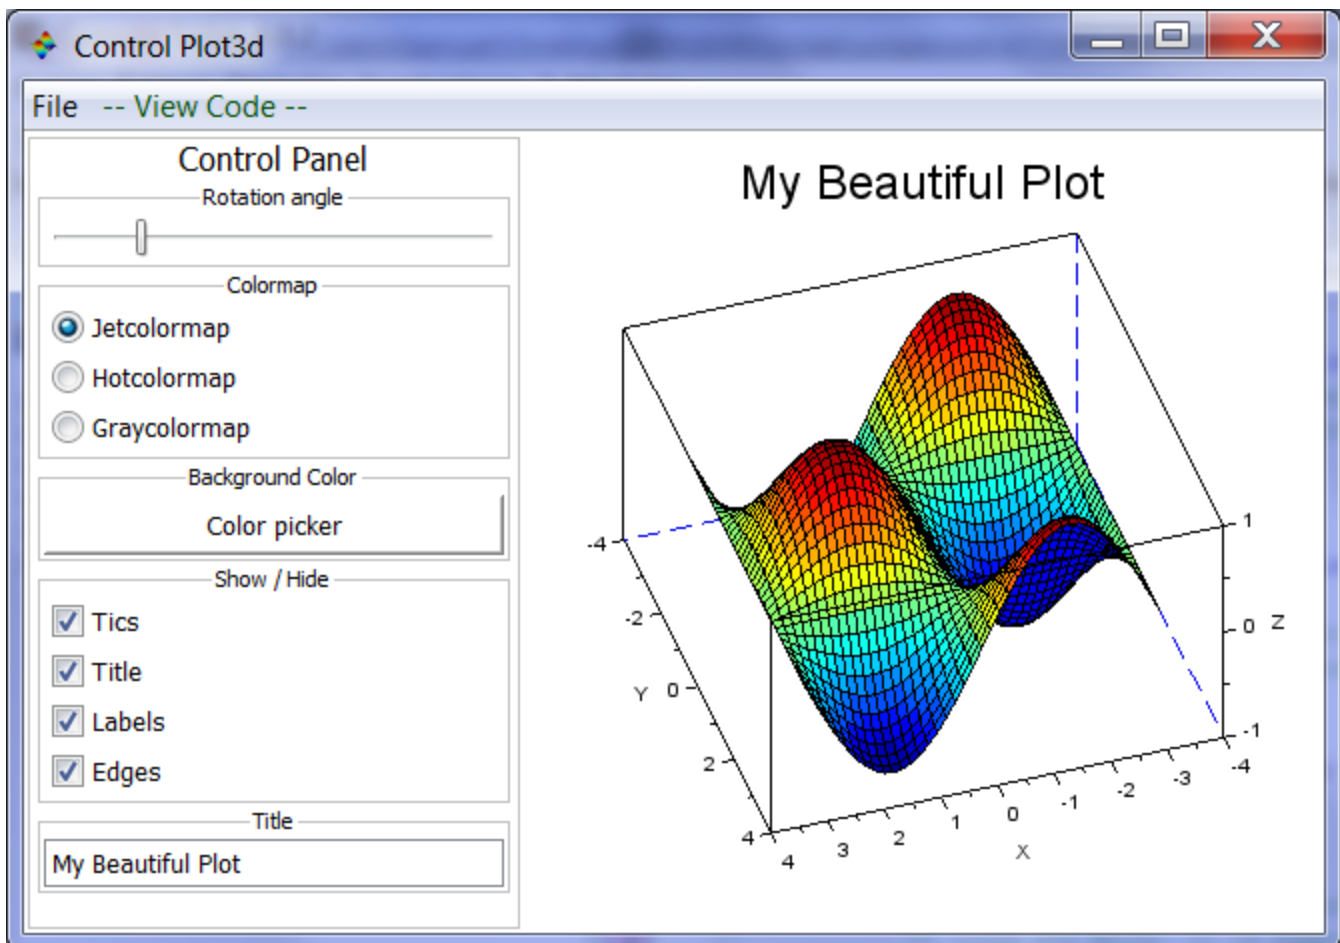 Control Plot3d
File -- View Code --
Control Panel
Rotation angle
Colormap
Jetcolormap
Hotcolormap
Graycolormap
Background Color
Color picker
Show / Hide
Tics
Title
Labels
Edges
Title
My Beautiful Plot
My Beautiful Plot
-4
-2
Y 0
2
4
4 3 2 1 0 -1 -2 -3 -4
X
1
0 Z
-1